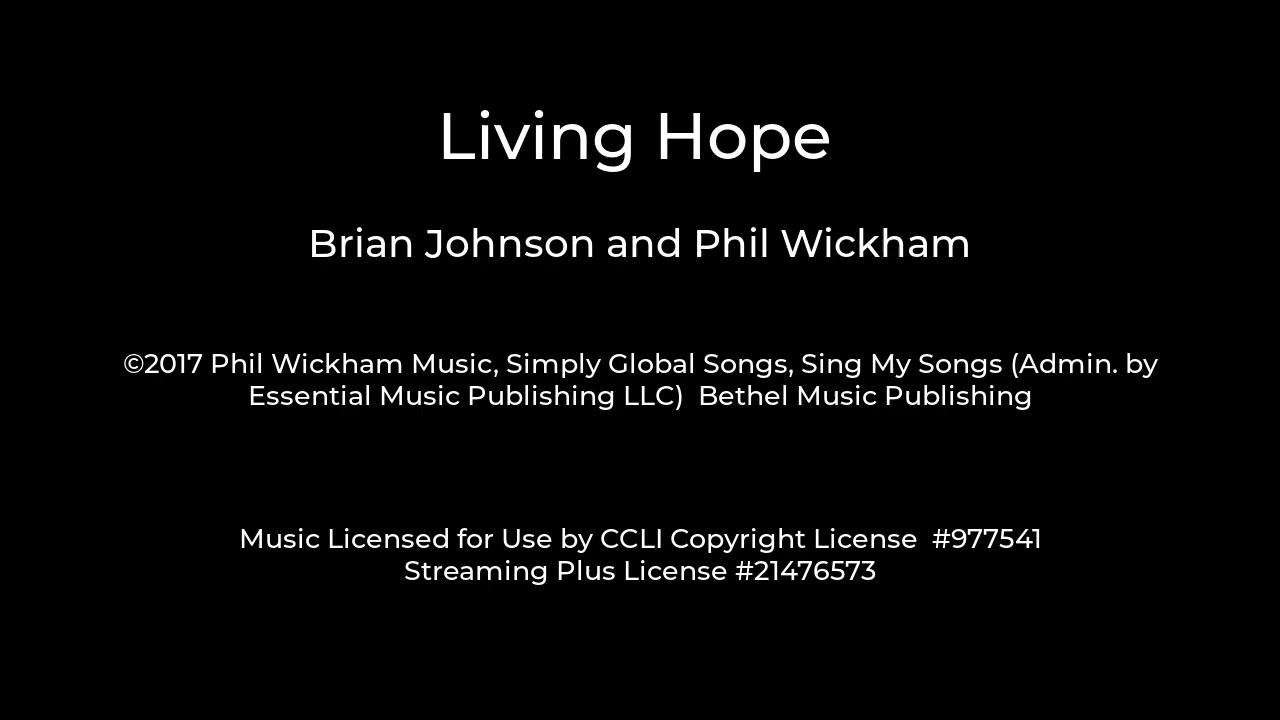 Living Hope
Brian Johnson and Phil Wickham
©2017 Phil Wickham Music, Simply Global Songs, Sing My Songs (Admin. by
Essential Music Publishing LLC)  Bethel Music Publishing
Music Licensed for Use by CCLI Copyright License  #977541
Streaming Plus License #21476573